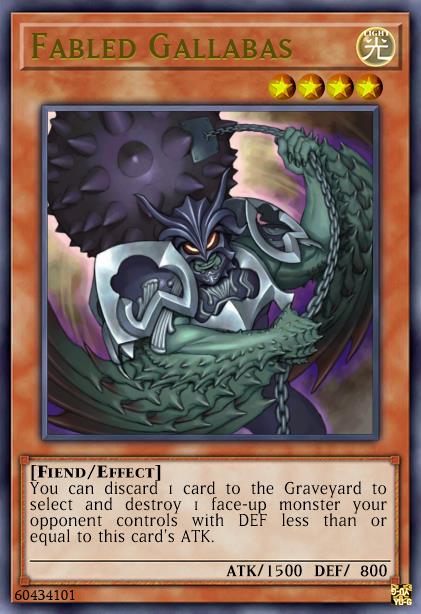 Fabled Gallabas
LIGHT
光
[Fiend/Effect]
You can discard 1 card to the Graveyard to
select and destroy 1 face-up monster your
opponent controls with DEF less than or
equal to this card's ATK.
ATK/1500 DEF/ 800
60434101